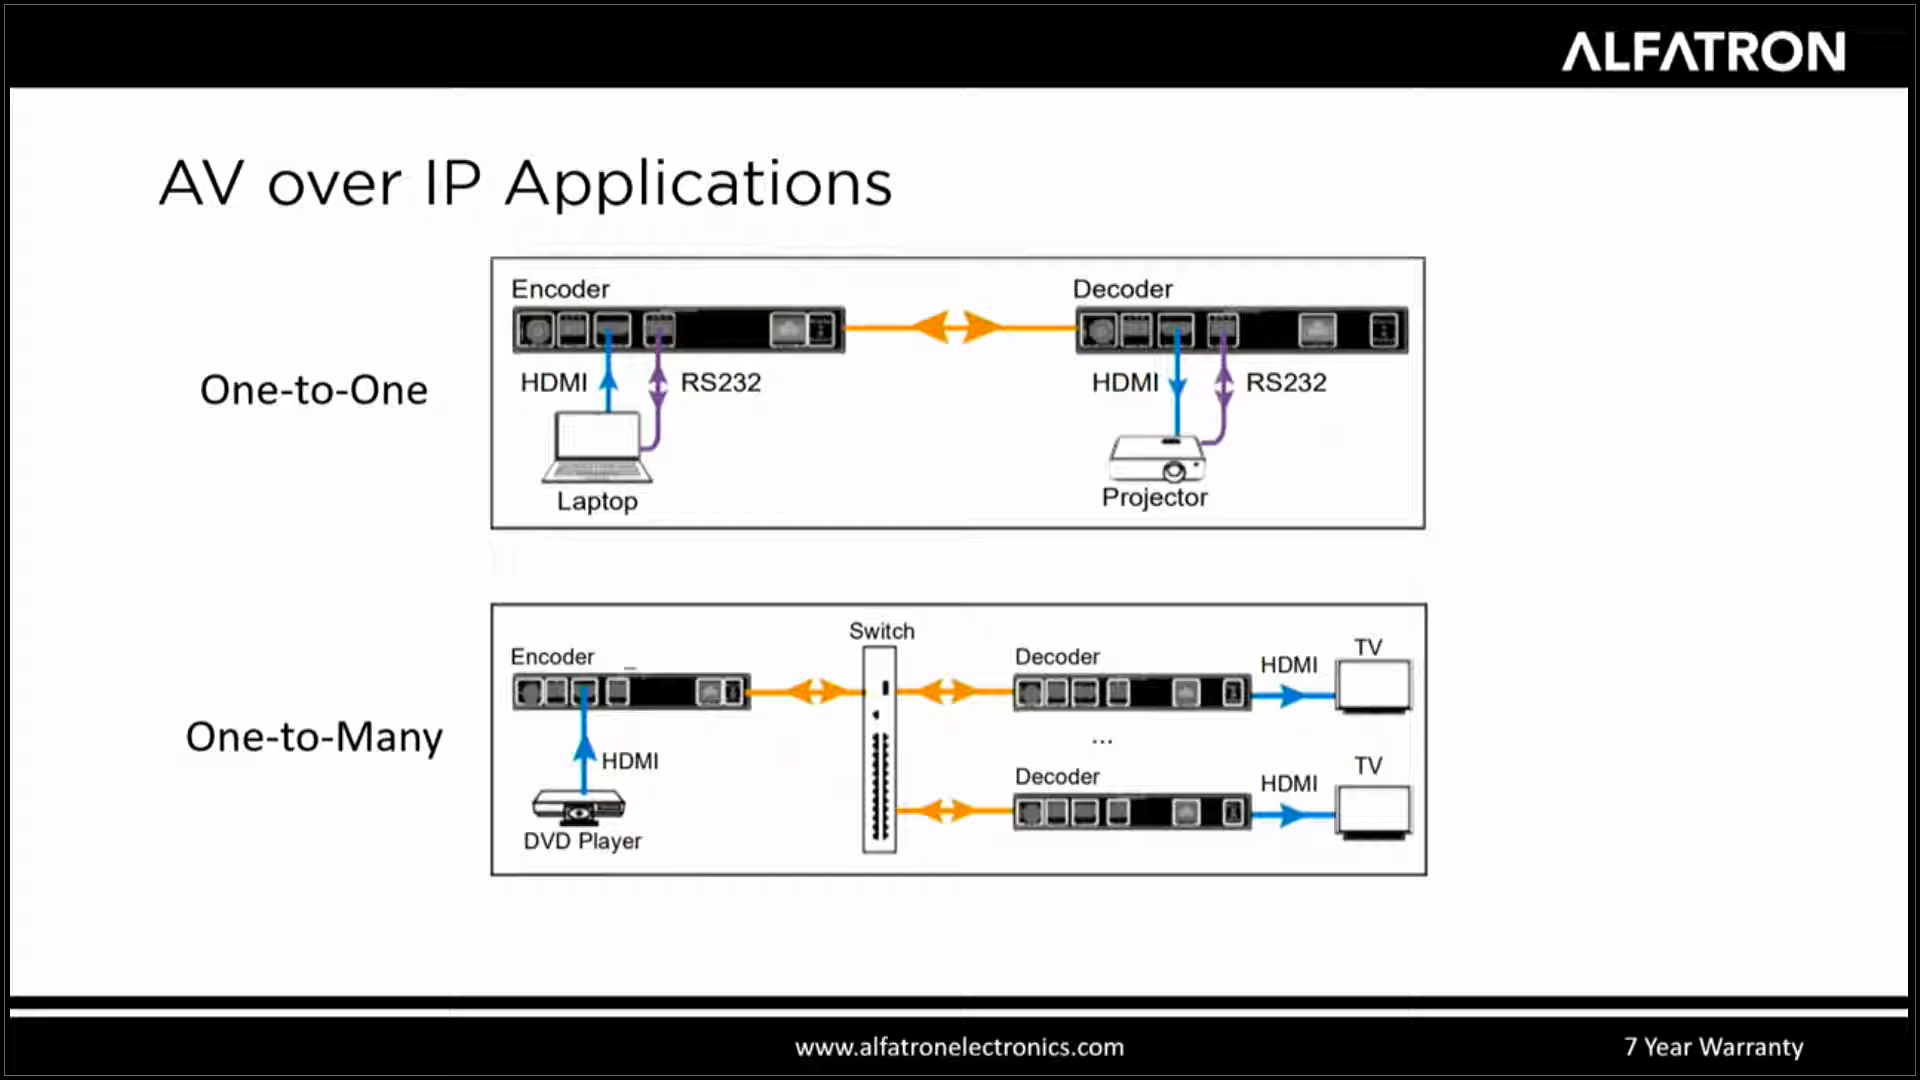 ALFATRON
AV over IP Applications
One-to-One
Encoder
Decoder
HDMI
RS232
HDMI
RS232
Laptop
Projector
One-to-Many
Switch
Encoder
Decoder
HDMI
TV
HDMI
DVD Player
...
Decoder
HDMI
TV
www.alfatronelectronics.com
7 Year Warranty